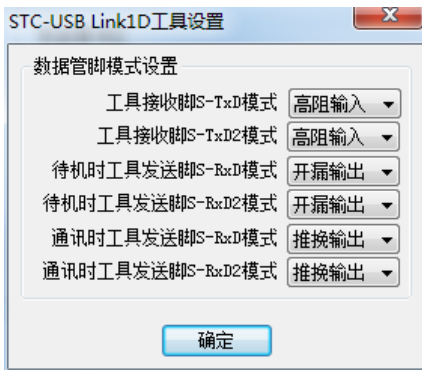 STC-USB Link1D工具设置
数据管脚模式设置
工具接收脚S-TxD模式 高阻输入
工具接收脚S-TxD2模式 高阻输入
待机时工具发送脚S-RxD模式 开漏输出
待机时工具发送脚S-RxD2模式 开漏输出
通讯时工具发送脚S-RxD模式 推挽输出
通讯时工具发送脚S-RxD2模式 推挽输出
确定